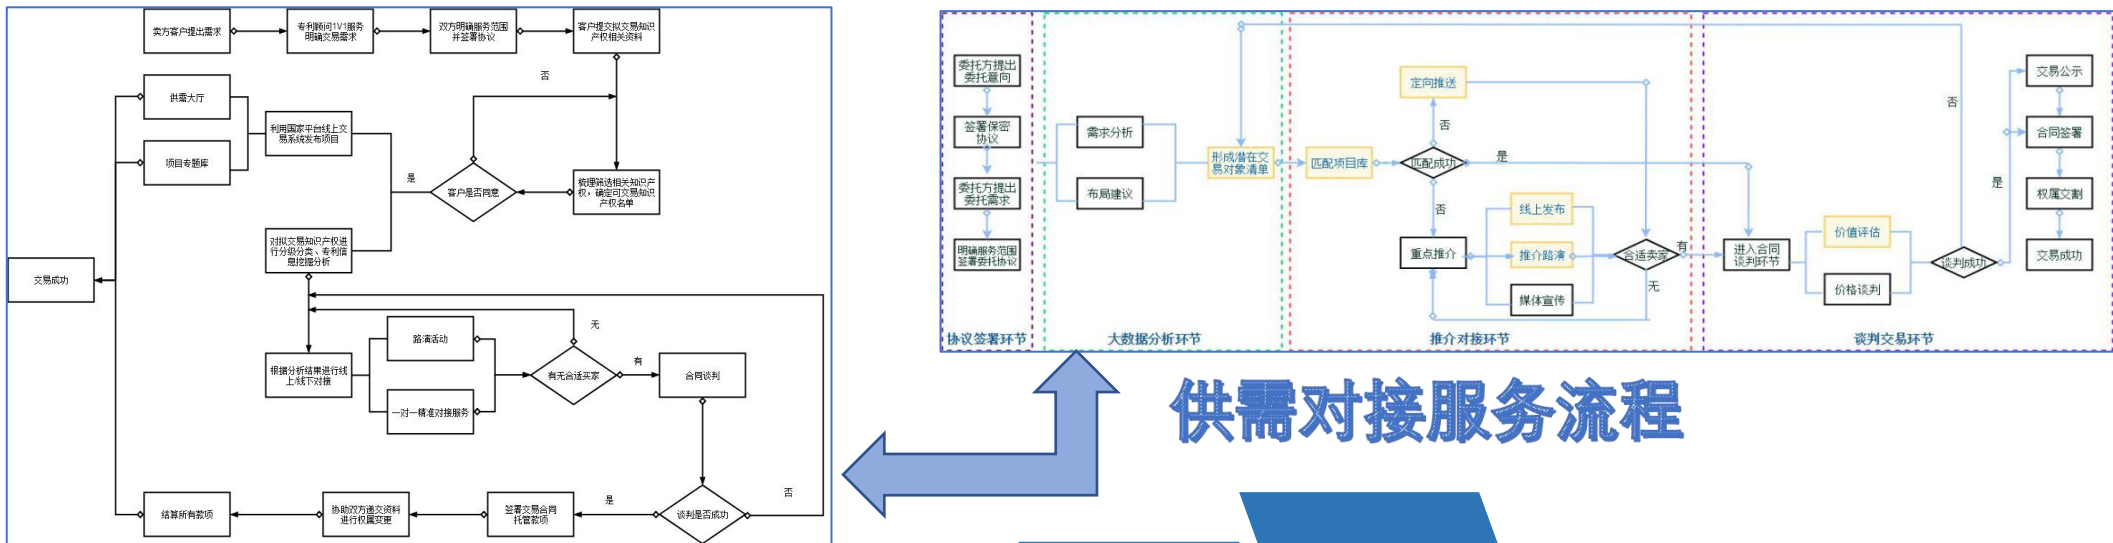 卖方客户提出需求
专利顾问1V1服务
明确交易需求
双方明确服务范围
并签署协议
客户提交拟交易知识
产权相关资料
否
供需大厅
利用国家平台线上交
易系统发布项目
项目专题库
是
客户是否同意
梳理筛选相关知识产
权，确定可交易知识
产权名单
对拟交易知识产权进
行分级分类、专利信
息挖掘分析
交易成功
无
路演活动
根据分析结果进行线
上/线下对接
有无合适买家
有
合同谈判
一对一精准对接服务
结算所有款项
协助双方递交资料
进行权属变更
签署交易合同
托管款项
是
谈判是否成功
否
委托方提出
委托意向
签署保密
协议
委托方提出
委托需求
明确服务范围
签署委托协议
协议签署环节
需求分析
布局建议
形成潜在交
易对象清单
大数据分析环节
定向推送
否
匹配项目库
匹配成功
是
否
线上发布
重点推介
推介路演
媒体宣传
合适卖家
有
无
推介对接环节
进入合同
谈判环节
价值评估
价格谈判
谈判成功
否
是
交易公示
合同签署
权属交割
交易成功
谈判交易环节
供需对接服务流程